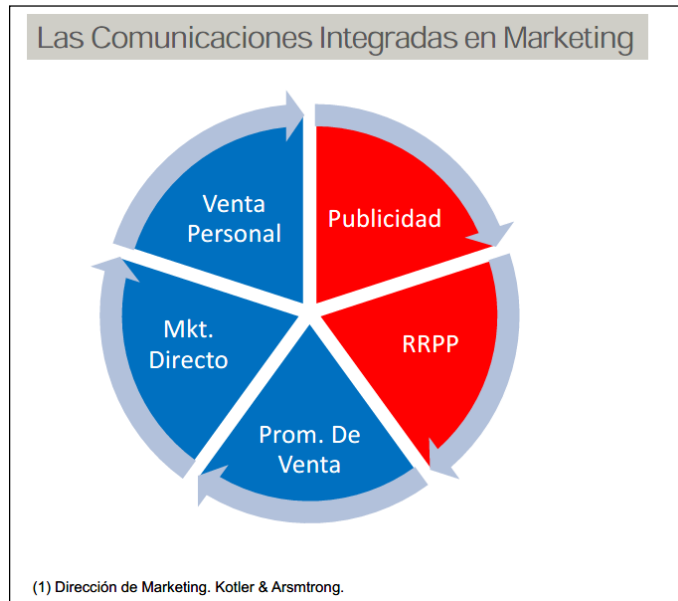 Las Comunicaciones Integradas en Marketing
Venta
Personal
Publicidad
Mkt.
Directo
RRPP
Prom. De
Venta
(1) Dirección de Marketing. Kotler & Arsmtrong.